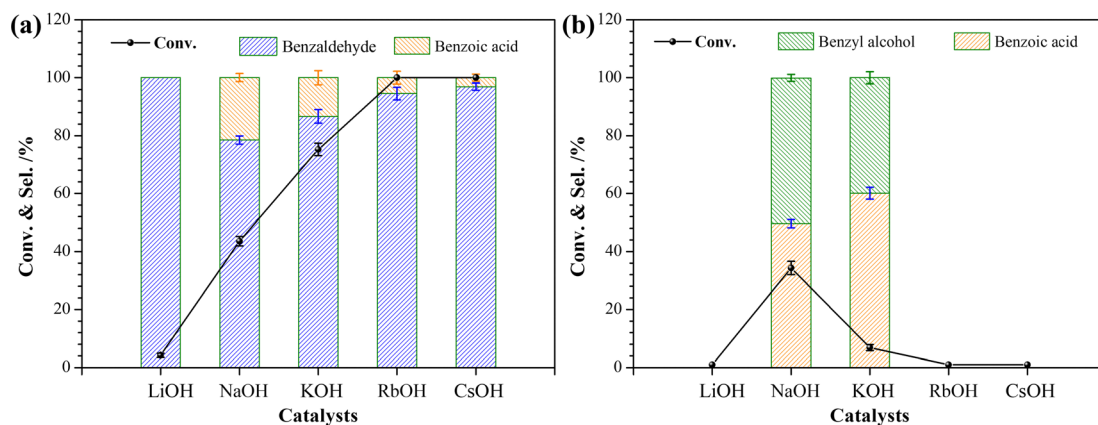 (a)
Conv.
Benzaldehyde
Benzoic acid
120
100
80
60
40
20
0
Conv. & Sel. /%
LiOH NaOH KOH RbOH CsOH
Catalysts
(b)
Conv.
Benzyl alcohol
Benzoic acid
120
100
80
60
40
20
0
Conv. & Sel. /%
LiOH NaOH KOH RbOH CsOH
Catalysts